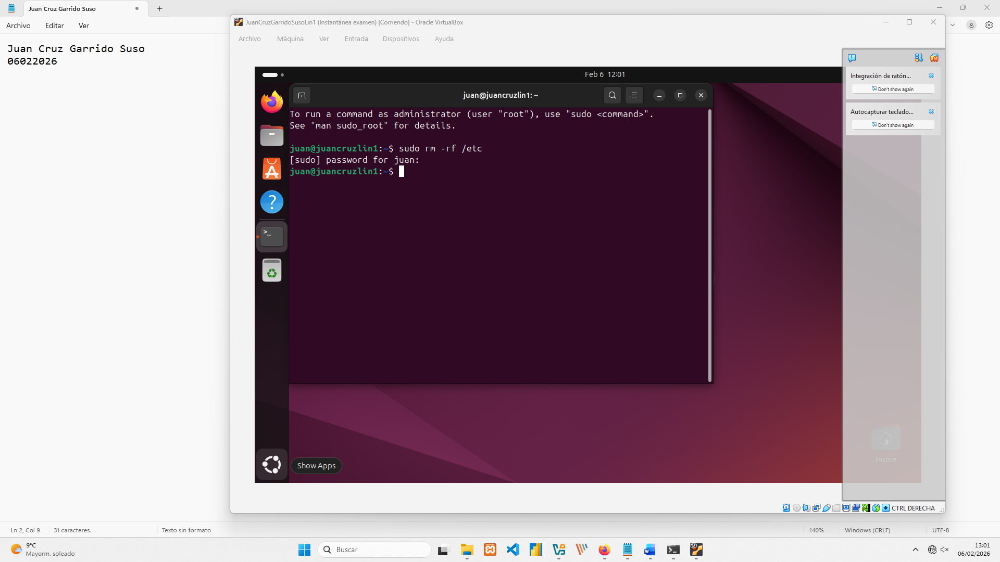 Juan Cruz Garrido Suso
Archivo Editar Ver
Juan Cruz Garrido Suso
06022026
JuanCruzGarridoSusoLin1 (Instantánea examen) [Corriendo] - Oracle VirtualBox
Archivo Máquina Ver Entrada Dispositivos Ayuda
Feb 6 12:01
juan@juancruzlin1: ~
To run a command as administrator (user "root"), use "sudo <command>".
See "man sudo_root" for details.
juan@juancruzlin1:~$ sudo rm -rf /etc
[sudo] password for juan:
juan@juancruzlin1:~$
Integración de ratón...
Don't show again
Autocapturar teclado...
Don't show again
Home
Show Apps
CTRL DERECHA
Ln 2, Col 9 31 caracteres. Texto sin formato 140% Windows (CRLF) UTF-8
9°C
Mayorm. soleado
Buscar
13:01
06/02/2026